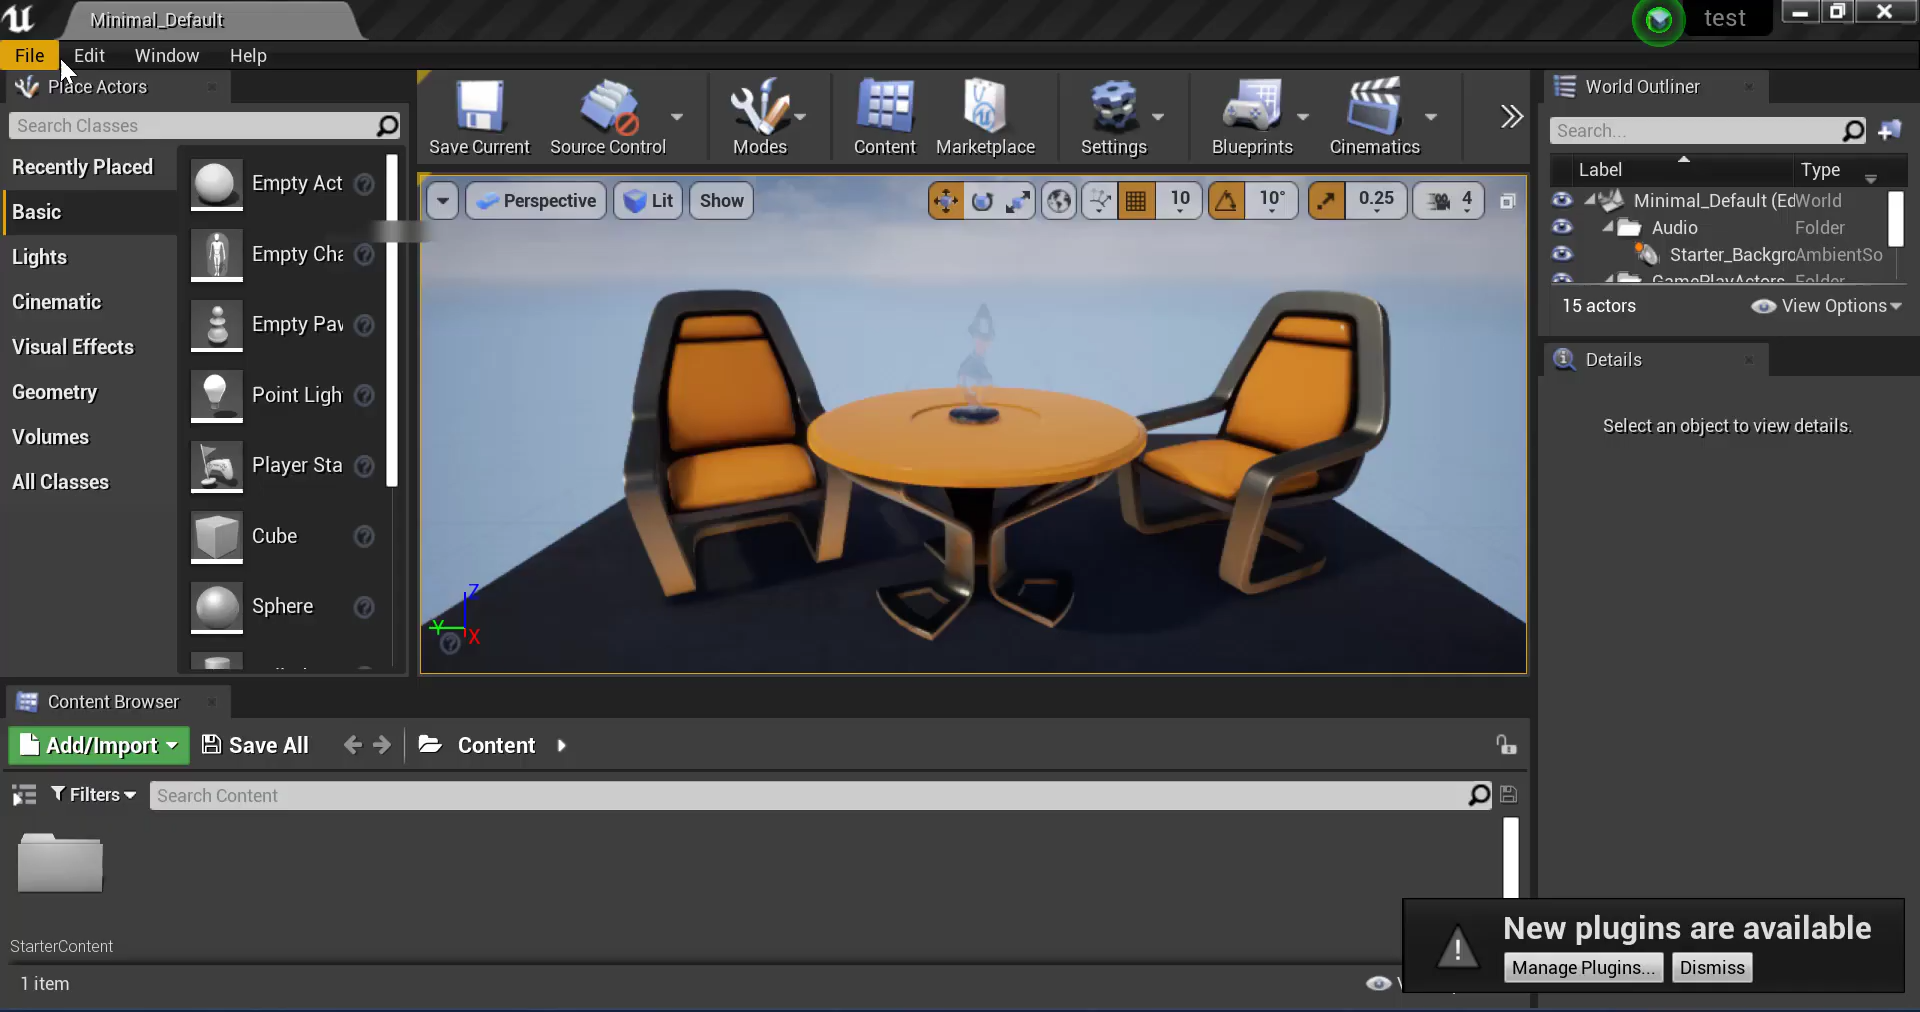 Minimal_Default
test
File Edit Window Help
Place Actors
Search Classes
Recently Placed
Basic
Lights
Cinematic
Visual Effects
Geometry
Volumes
All Classes
Empty Act
Empty Cha
Empty Pav
Point Ligh
Player Sta
Cube
Sphere
Save Current
Source Control
Modes
Content
Marketplace
Settings
Blueprints
Cinematics
Perspective
Lit
Show
10
10°
0.25
4
Z
Y
X
World Outliner
Search...
Label
Type
Minimal_Default (Ed
World
Audio
Folder
Starter_Backgro
AmbientSo
GamePlayActors
Folder
15 actors
View Options
Details
Select an object to view details.
Content Browser
Add/Import
Save All
Content
Filters
Search Content
StarterContent
1 item
New plugins are available
Manage Plugins...
Dismiss